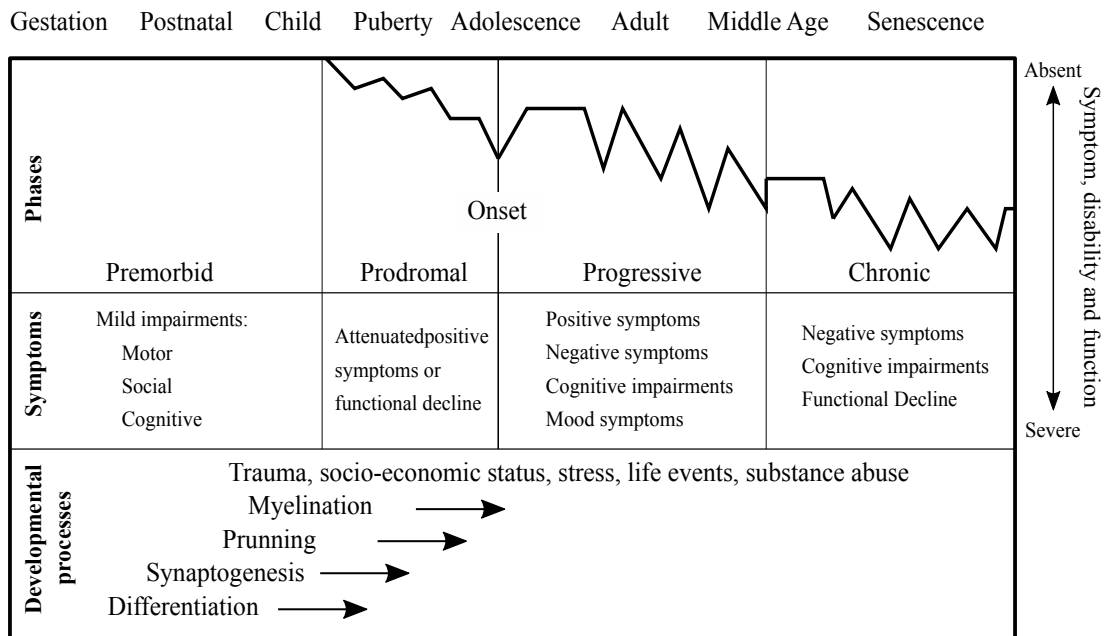 Gestation Postnatal Child Puberty Adolescence Adult Middle Age Senescence
Absent
Symptom, disability and function
Severe
Phases
Onset
Premorbid Prodromal Progressive Chronic
Symptoms
Mild impairments:
Motor
Social
Cognitive
Attenuatedpositive
symptoms or
functional decline
Positive symptoms
Negative symptoms
Cognitive impairments
Mood symptoms
Negative symptoms
Cognitive impairments
Functional Decline
Developmental
processes
Trauma, socio-economic status, stress, life events, substance abuse
Myelination
Prunning
Synaptogenesis
Differentiation